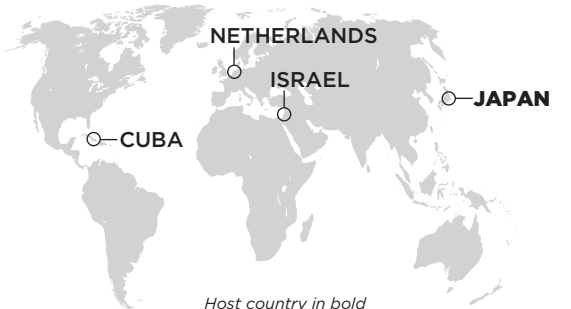 NETHERLANDS
ISRAEL
JAPAN
CUBA
Host country in bold